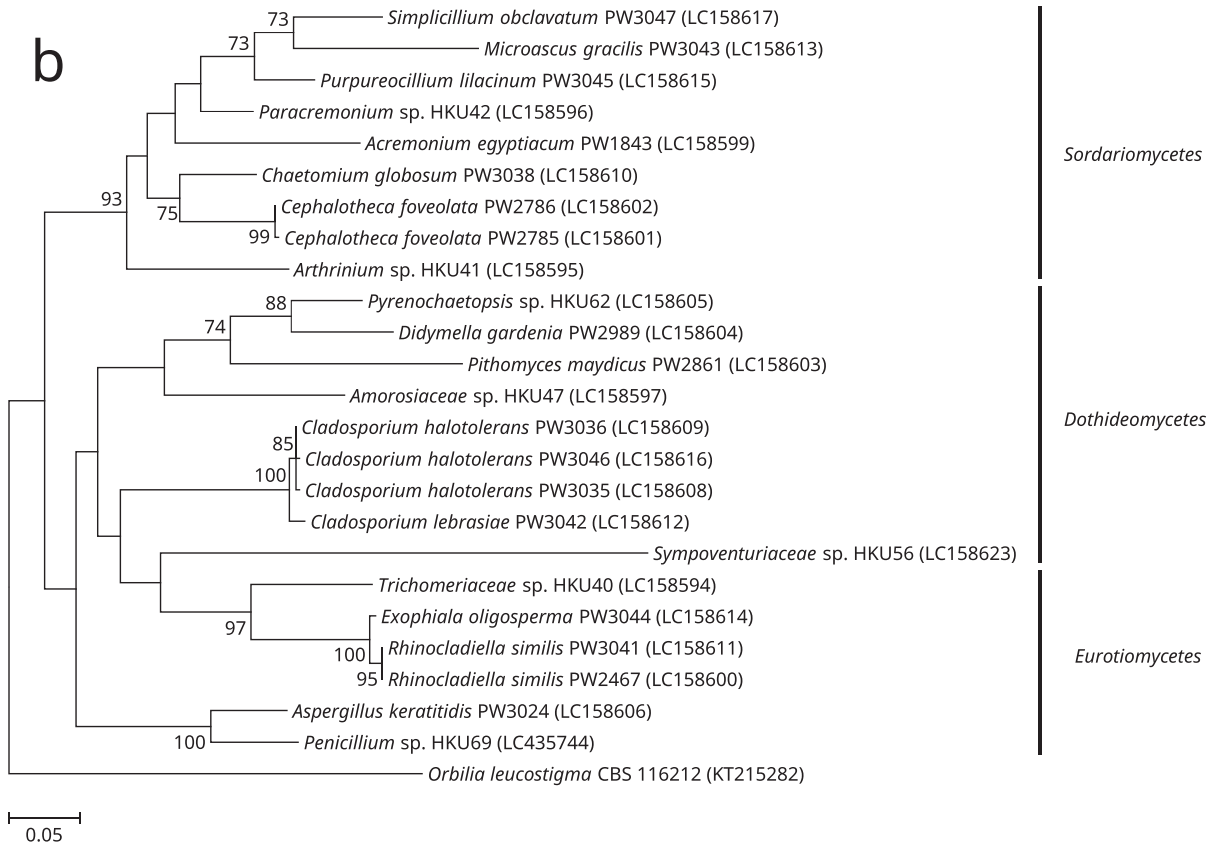 b
73
Simplicillium obclavatum PW3047 (LC158617)
73
Microascus gracilis PW3043 (LC158613)
Purpureocillium lilacinum PW3045 (LC158615)
Paracremonium sp. HKU42 (LC158596)
Acremonium egyptiacum PW1843 (LC158599)
Sordariomycetes
Chaetomium globosum PW3038 (LC158610)
93
75
Cephalotheca foveolata PW2786 (LC158602)
99
Cephalotheca foveolata PW2785 (LC158601)
Arthrinium sp. HKU41 (LC158595)
88
Pyrenochaetopsis sp. HKU62 (LC158605)
74
Didymella gardenia PW2989 (LC158604)
Pithomyces maydicus PW2861 (LC158603)
Amorosiaceae sp. HKU47 (LC158597)
Dothideomycetes
Cladosporium halotolerans PW3036 (LC158609)
85
Cladosporium halotolerans PW3046 (LC158616)
100
Cladosporium halotolerans PW3035 (LC158608)
Cladosporium lebrasiae PW3042 (LC158612)
Sympoventuriaceae sp. HKU56 (LC158623)
Trichomeriaceae sp. HKU40 (LC158594)
97
Exophiala oligosperma PW3044 (LC158614)
100
Rhinocladiella similis PW3041 (LC158611)
Eurotiomycetes
95
Rhinocladiella similis PW2467 (LC158600)
Aspergillus keratitidis PW3024 (LC158606)
100
Penicillium sp. HKU69 (LC435744)
Orbilia leucostigma CBS 116212 (KT215282)
0.05